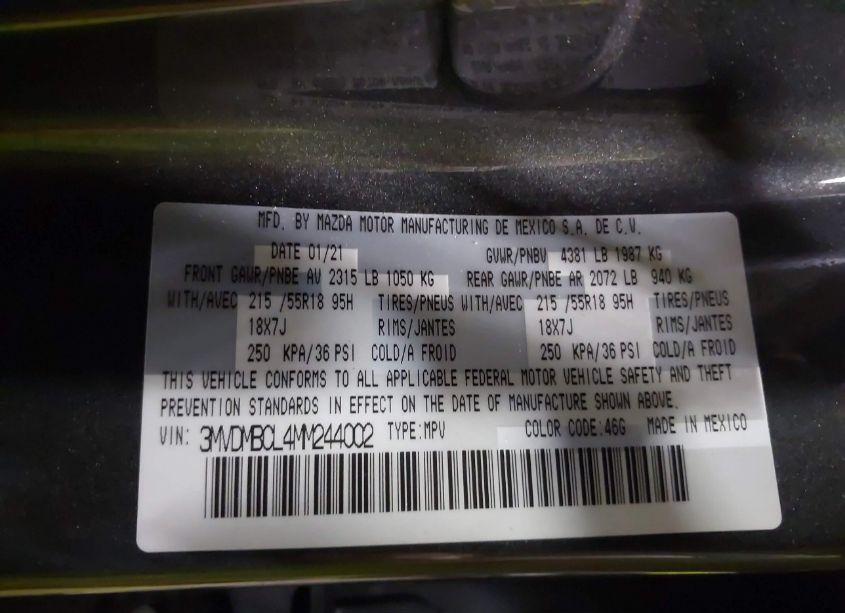 MFD. BY MAZDA MOTOR MANUFACTURING DE MEXICO S.A. DE C.V.
DATE 01/21 GVWR/PNBV 4381 LB 1987 KG
FRONT GAWR/PNBE AV 2315 LB 1050 KG REAR GAWR/PNBE AR 2072 LB 940 KG
WITH/AVEC 215 /55R18 95H TIRES/PNEUS WITH/AVEC 215 /55R18 95H TIRES/PNEUS
18X7J RIMS/JANTES 18X7J RIMS/JANTES
250 KPA/36 PSI COLD/A FROID 250 KPA/36 PSI COLD/A FROID
THIS VEHICLE CONFORMS TO ALL APPLICABLE FEDERAL MOTOR VEHICLE SAFETY AND THEFT
PREVENTION STANDARDS IN EFFECT ON THE DATE OF MANUFACTURE SHOWN ABOVE.
VIN: 3MVDMBCL4MM244002 TYPE:MPV COLOR CODE:46G MADE IN MEXICO